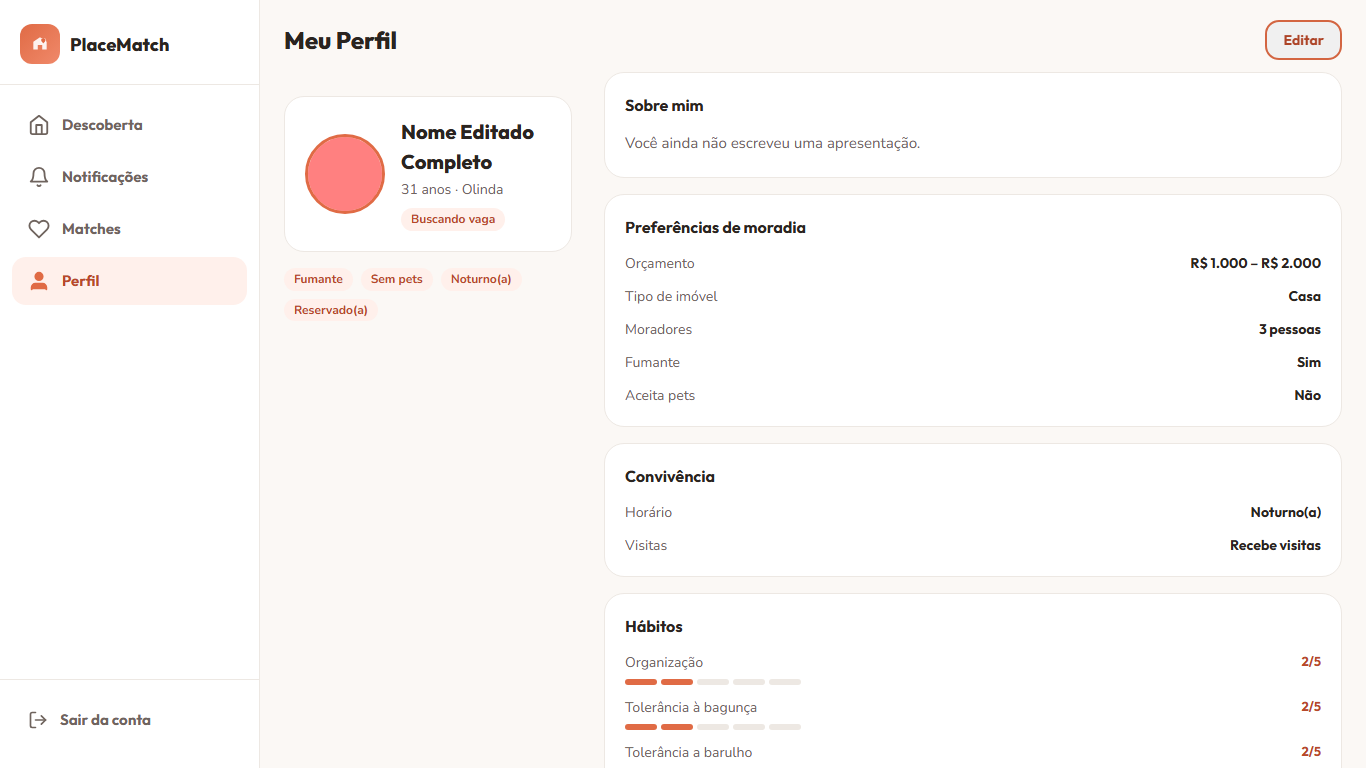 PlaceMatch
Descoberta
Notificações
Matches
Perfil
Sair da conta
Meu Perfil
Editar
Nome Editado
Completo
31 anos · Olinda
Buscando vaga
Fumante
Sem pets
Noturno(a)
Reservado(a)
Sobre mim
Você ainda não escreveu uma apresentação.
Preferências de moradia
Orçamento R$ 1.000 – R$ 2.000
Tipo de imóvel Casa
Moradores 3 pessoas
Fumante Sim
Aceita pets Não
Convivência
Horário Noturno(a)
Visitas Recebe visitas
Hábitos
Organização 2/5
Tolerância à bagunça 2/5
Tolerância a barulho 2/5